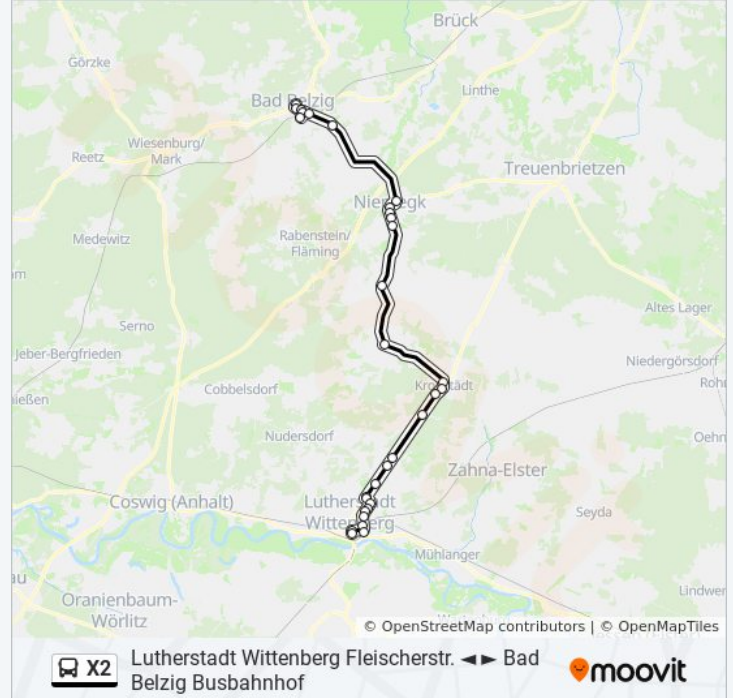 Brück
Görzke
Linthe
Bad Belzig
Wiesenburg/
Mark
Reetz
Treuenbrietzen
Niemegk
Medewitz
Rabenstein/
Fläming
Altes Lager
Serno
Jeber-Bergfrieden
Niedergörsdorf
Cobbelsdorf
Kropstädt
Nudersdorf
Zahna-Elster
Coswig (Anhalt)
Lutherstadt
Wittenberg
Seyda
Mühlanger
Oranienbaum-
Wörlitz
© OpenStreetMap contributors | © OpenMapTiles
X2
Lutherstadt Wittenberg Fleischerstr. ◄► Bad
Belzig Busbahnhof
moovit